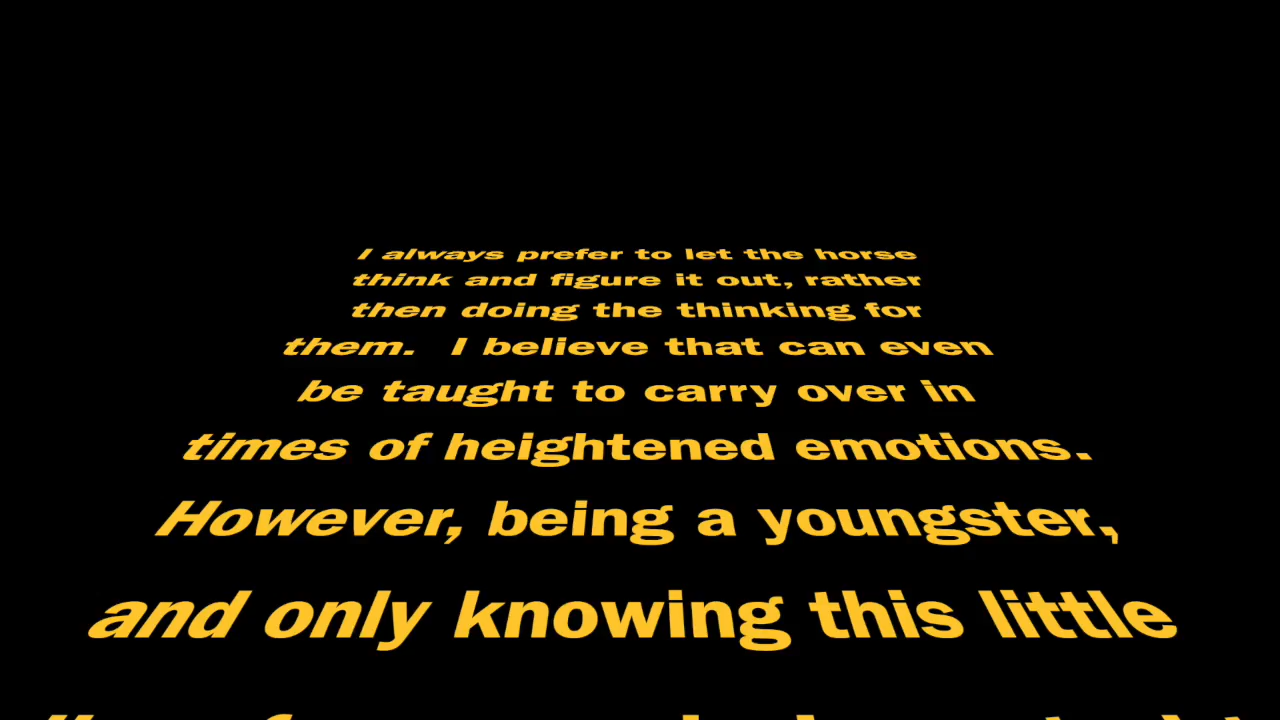 I always prefer to let the horse
think and figure it out, rather
then doing the thinking for
them.  I believe that can even
be taught to carry over in
times of heightened emotions.
However, being a youngster,
and only knowing this little